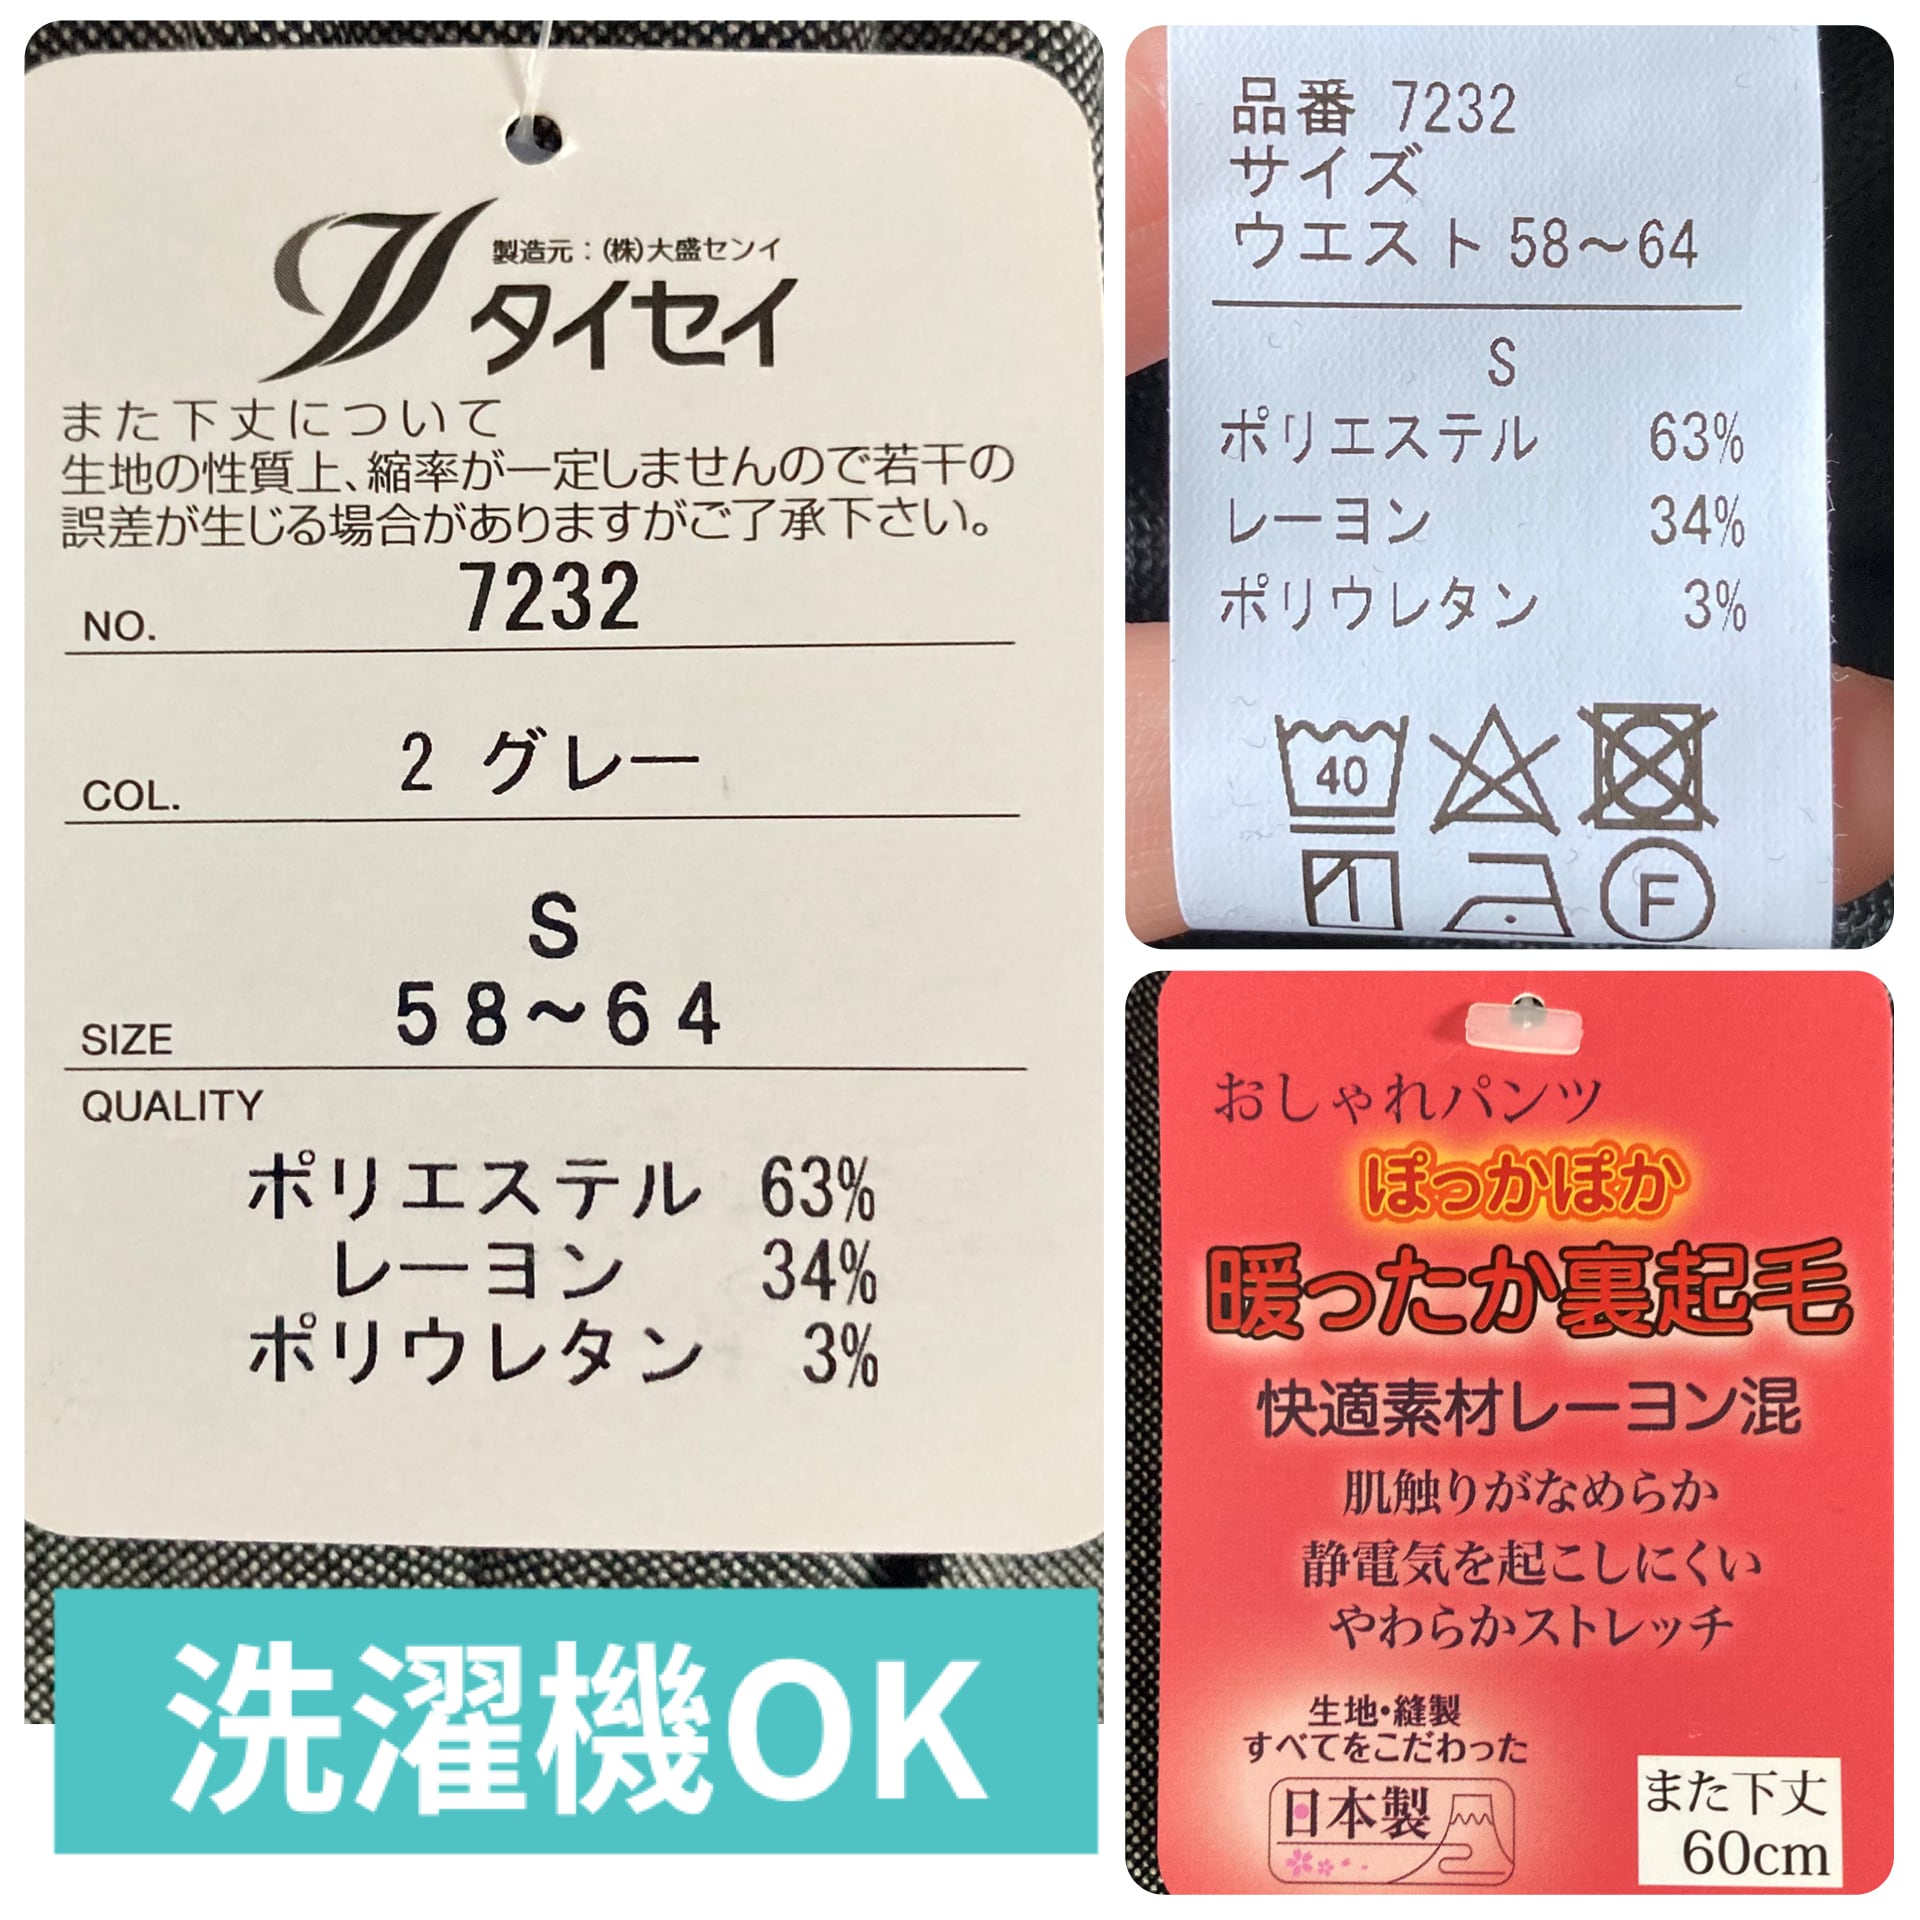 製造元：(株)大盛センイ
タイセイ
また下丈について
生地の性質上、縮率が一定しませんので若干の
誤差が生じる場合がありますがご了承下さい。
NO. 7232
COL. 2 グレー
S
SIZE 58〜64
QUALITY
ポリエステル 63%
レーヨン 34%
ポリウレタン 3%
洗濯機OK
品番 7232
サイズ
ウエスト 58〜64
S
ポリエステル 63%
レーヨン 34%
ポリウレタン 3%
40
F
おしゃれパンツ
ぽっかぽか
暖ったか裏起毛
快適素材レーヨン混
肌触りがなめらか
静電気を起こしにくい
やわらかストレッチ
生地・縫製
すべてをこだわった
日本製
また下丈
60cm